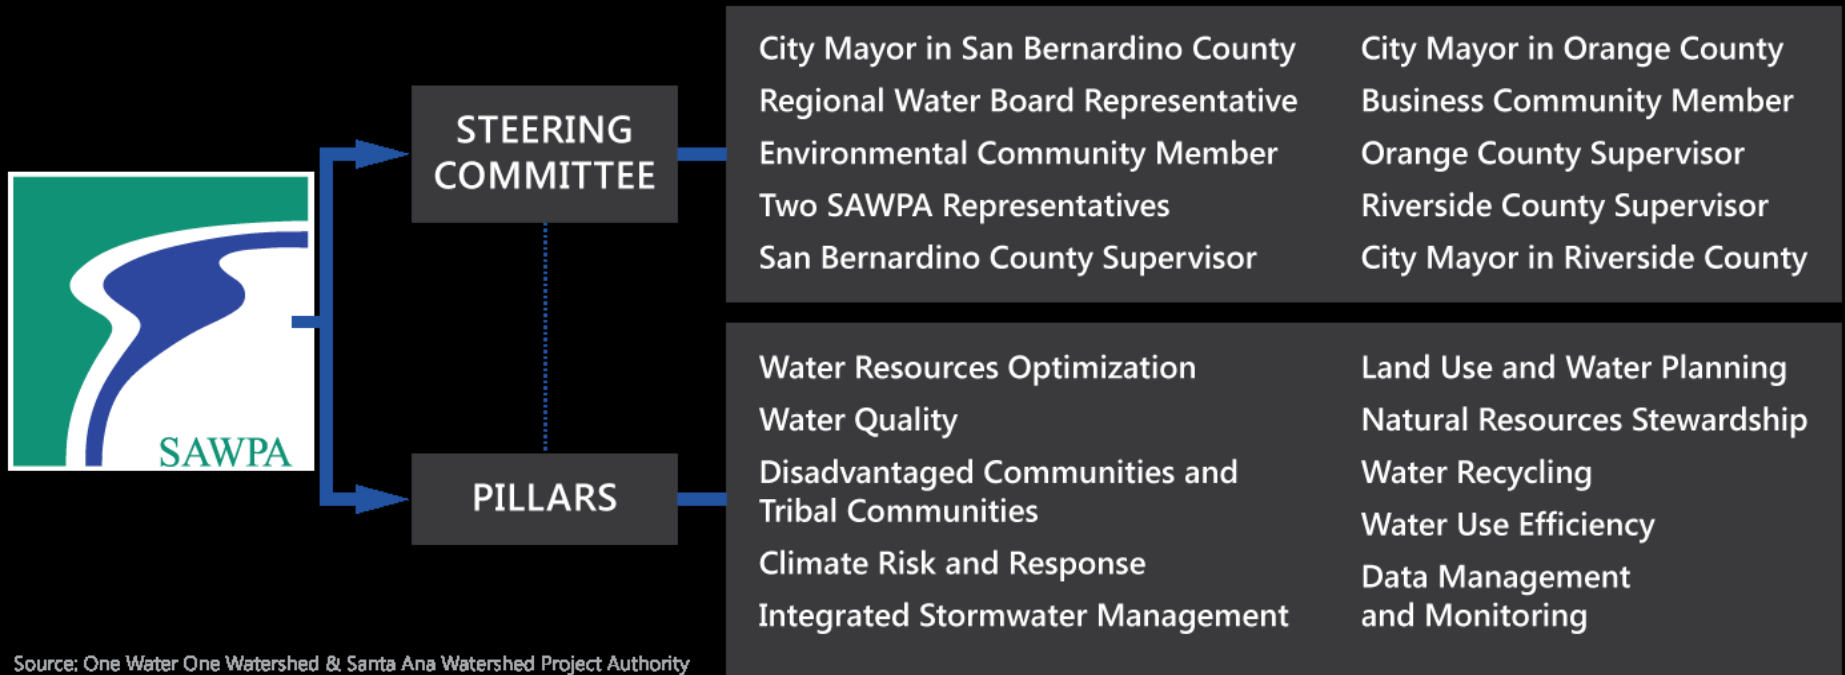 SAWPA
STEERING
COMMITTEE
City Mayor in San Bernardino County
Regional Water Board Representative
Environmental Community Member
Two SAWPA Representatives
San Bernardino County Supervisor
City Mayor in Orange County
Business Community Member
Orange County Supervisor
Riverside County Supervisor
City Mayor in Riverside County
PILLARS
Water Resources Optimization
Water Quality
Disadvantaged Communities and
Tribal Communities
Climate Risk and Response
Integrated Stormwater Management
Land Use and Water Planning
Natural Resources Stewardship
Water Recycling
Water Use Efficiency
Data Management
and Monitoring
Source: One Water One Watershed & Santa Ana Watershed Project Authority